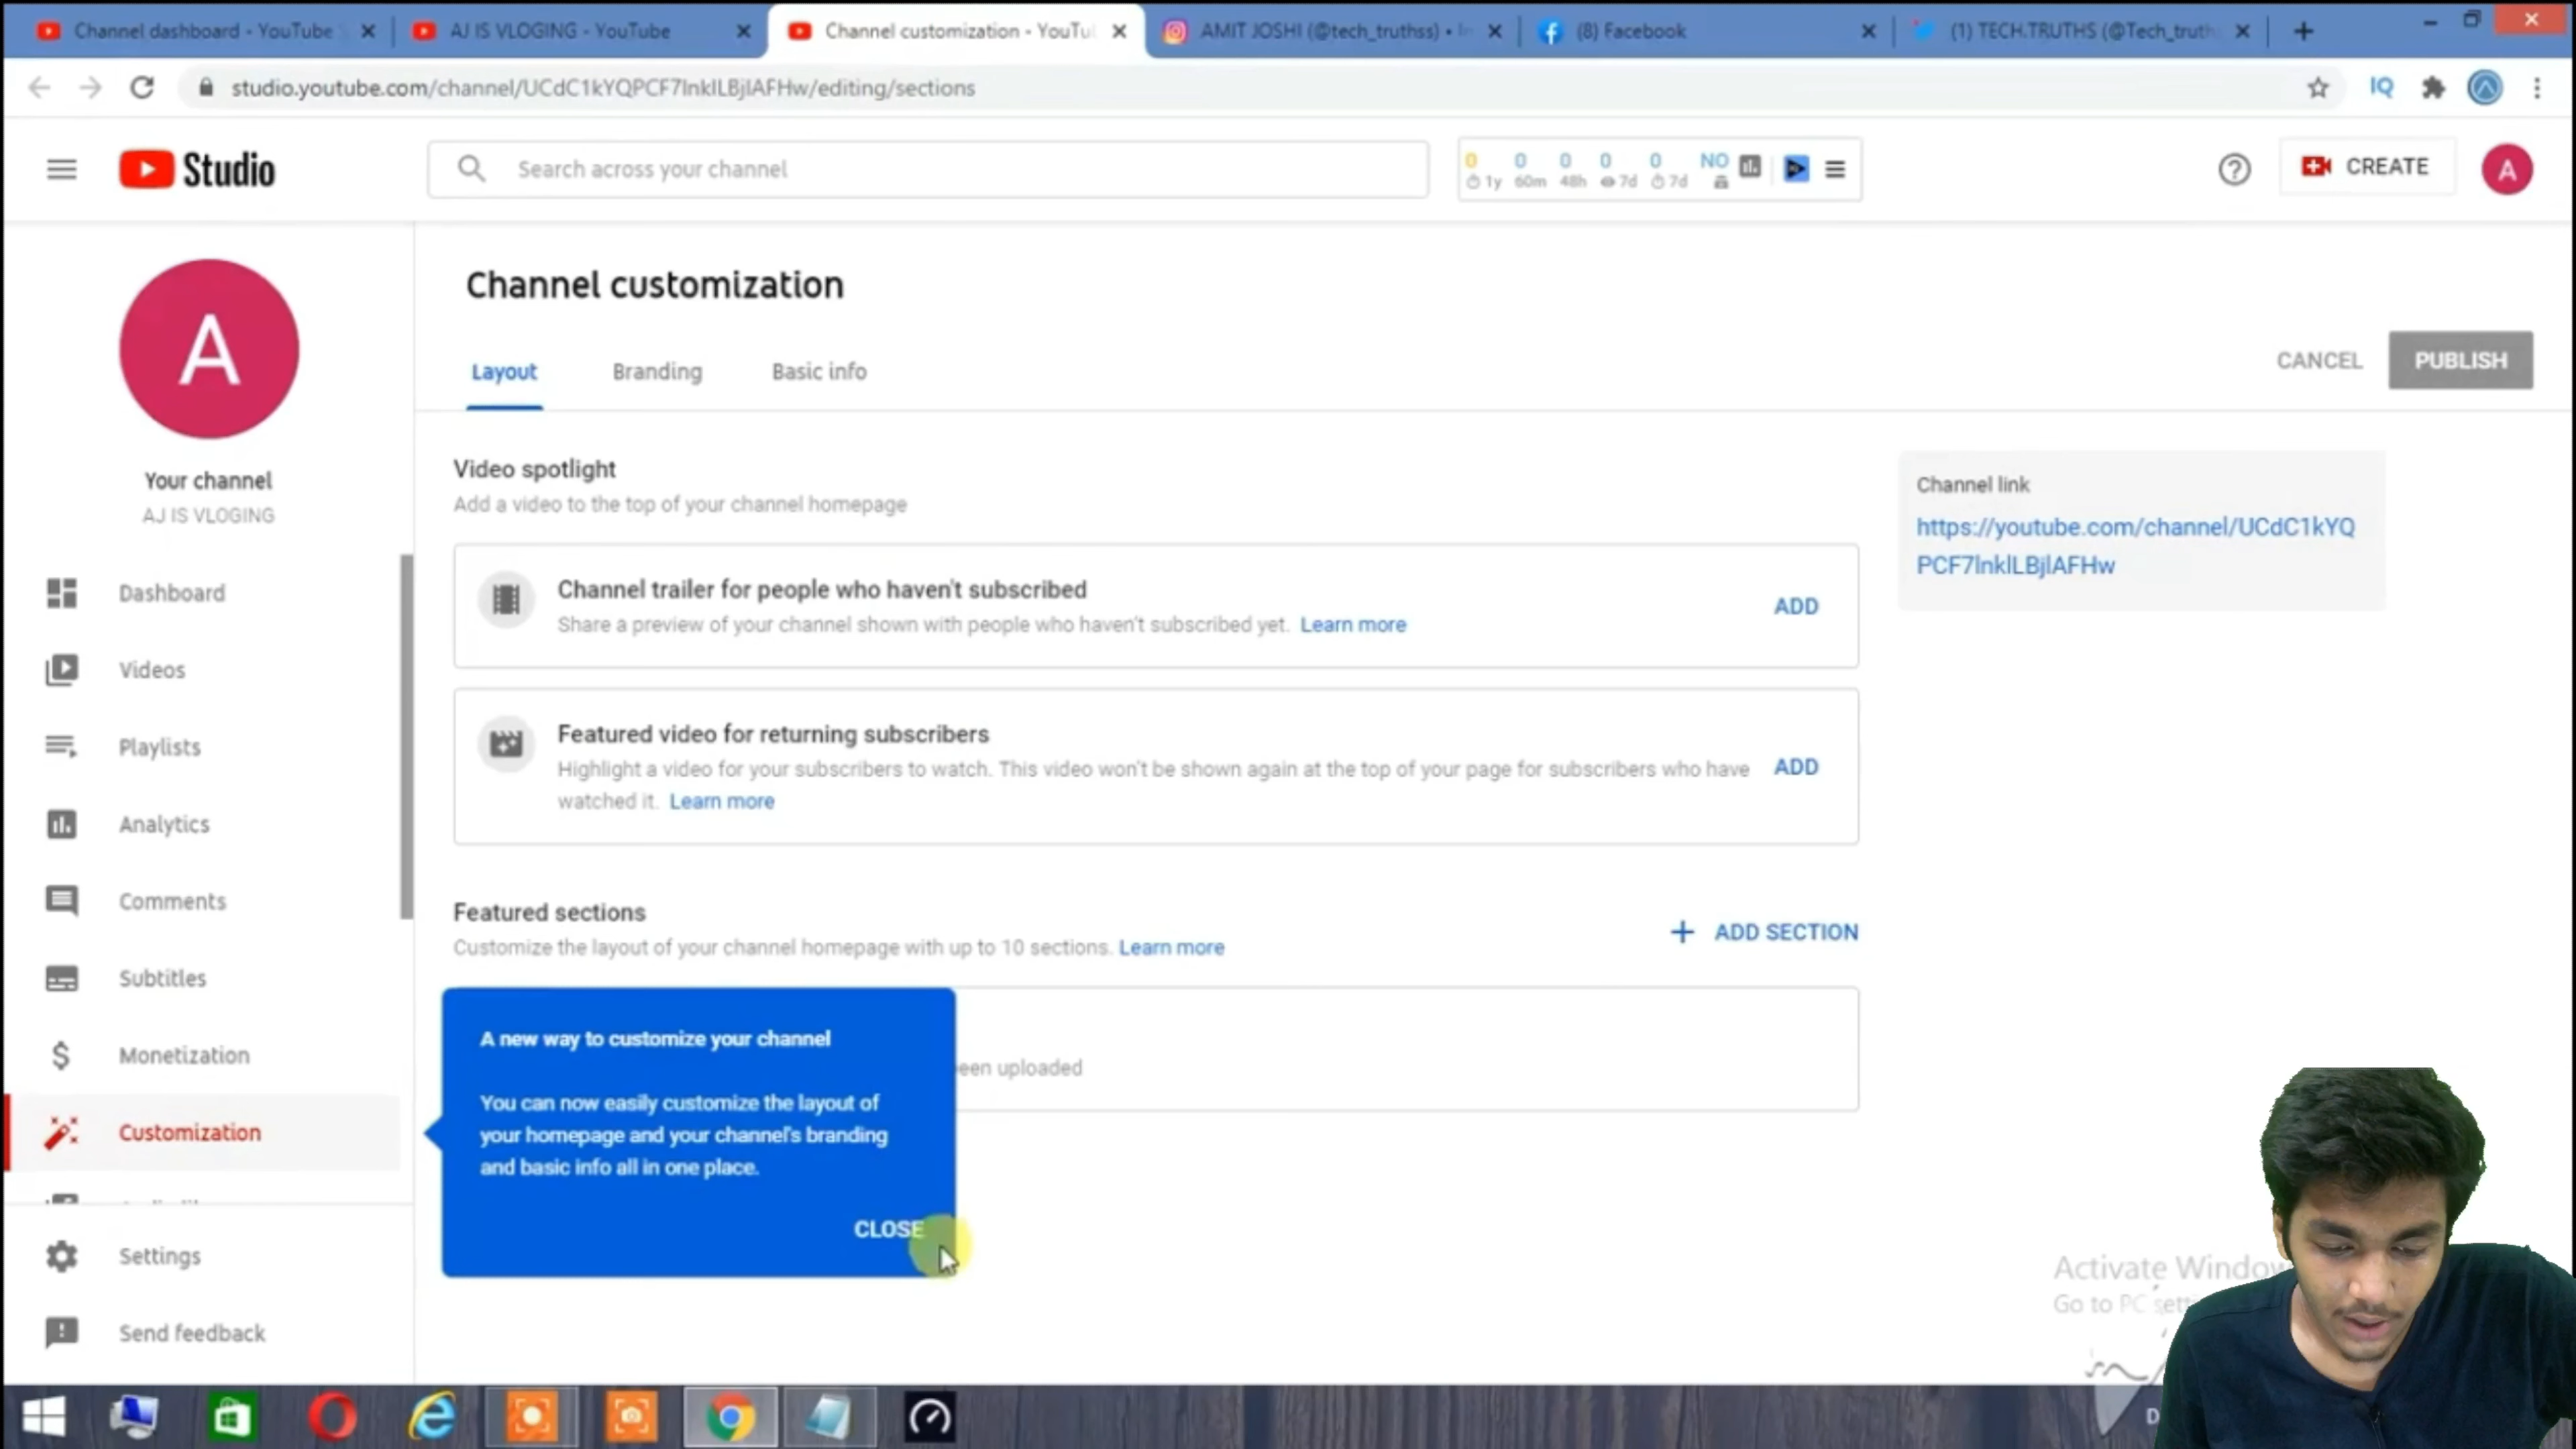 Channel dashboard - YouTube S
AJ IS VLOGING - YouTube
Channel customization - YouTu
AMIT JOSHI (@tech_truthss) • In
(8) Facebook
(1) TECH.TRUTHS (@Tech_truth
studio.youtube.com/channel/UCdC1kYQPCF7lnklLBjlAFHw/editing/sections
IQ
Studio
Search across your channel
0 0 0 0 0 NO
1y 60m 48h 7d 7d
CREATE
A
A
Your channel
AJ IS VLOGING
Dashboard
Videos
Playlists
Analytics
Comments
Subtitles
Monetization
Customization
Settings
Send feedback
Channel customization
Layout Branding Basic info
CANCEL PUBLISH
Video spotlight
Add a video to the top of your channel homepage
Channel trailer for people who haven't subscribed
Share a preview of your channel shown with people who haven't subscribed yet. Learn more
ADD
Featured video for returning subscribers
Highlight a video for your subscribers to watch. This video won't be shown again at the top of your page for subscribers who have
watched it. Learn more
ADD
Featured sections
Customize the layout of your channel homepage with up to 10 sections. Learn more
ADD SECTION
een uploaded
A new way to customize your channel
You can now easily customize the layout of
your homepage and your channel's branding
and basic info all in one place.
CLOSE
Channel link
https://youtube.com/channel/UCdC1kYQ
PCF7lnklLBjlAFHw
Activate Window
Go to PC sett
D